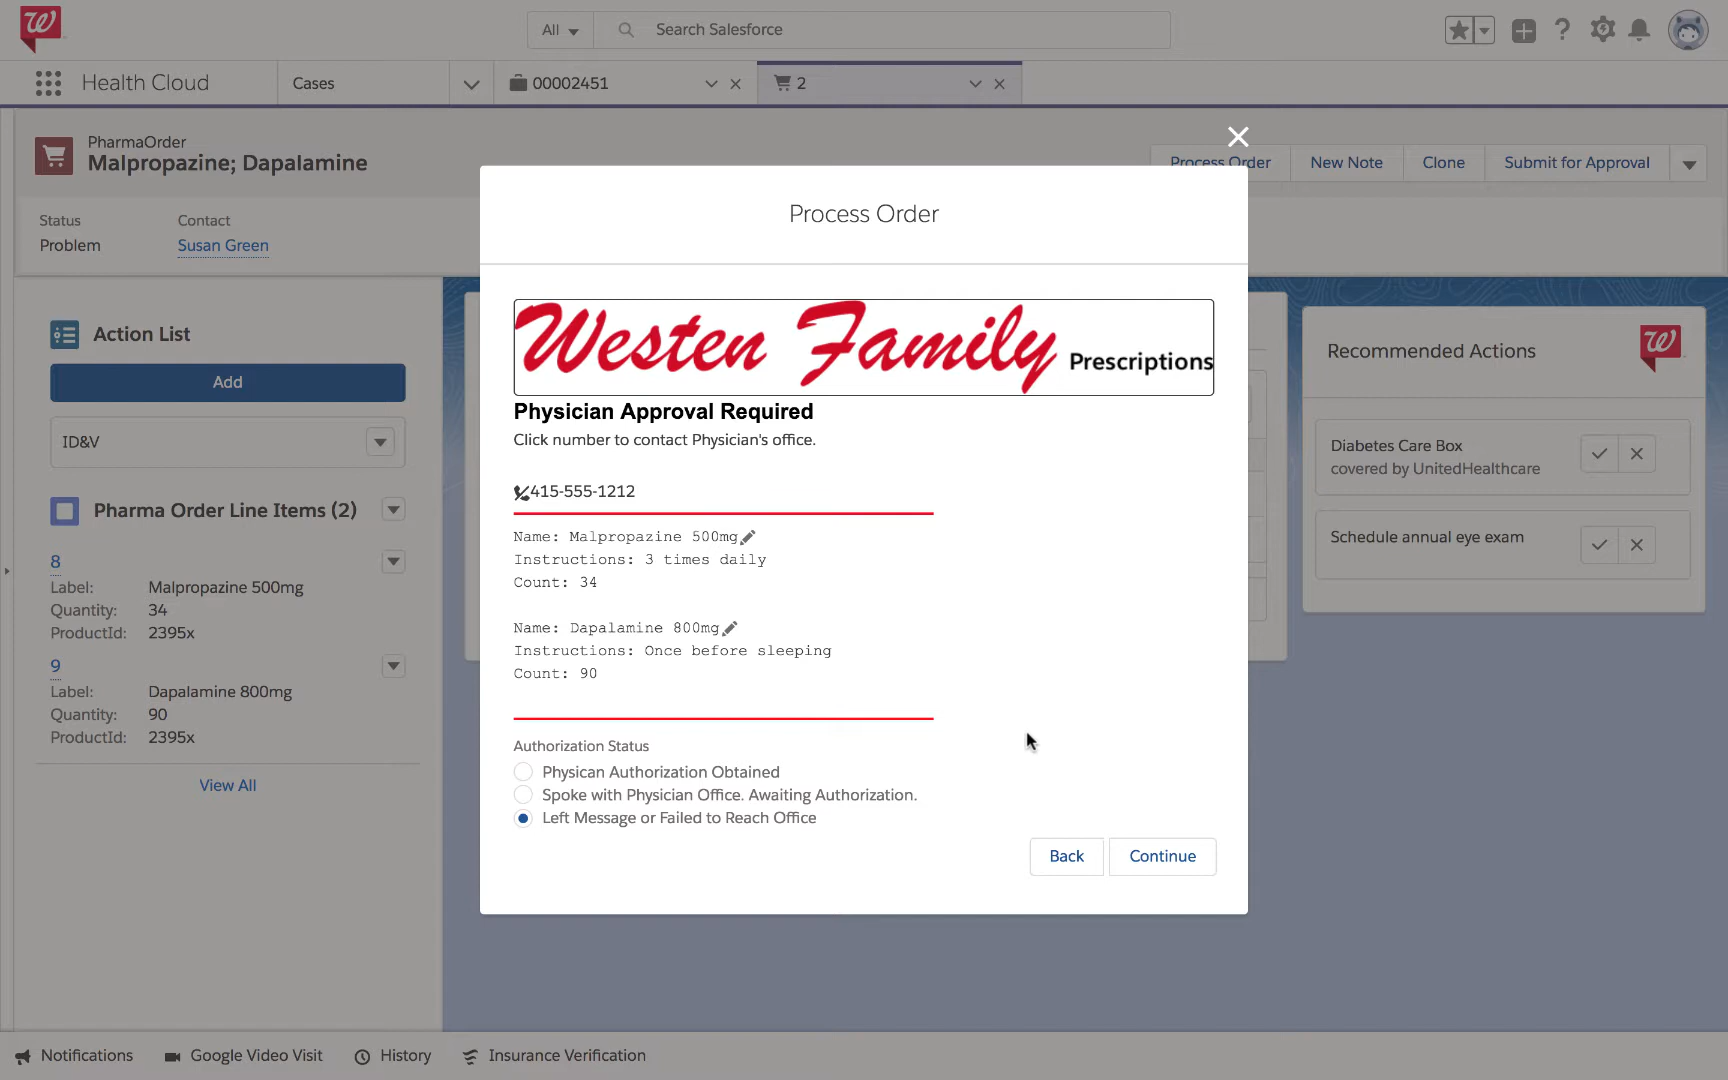 W
All
Search Salesforce
Health Cloud
Cases
00002451
2
PharmaOrder
Malpropazine; Dapalamine
Process Order
New Note
Clone
Submit for Approval
Status
Contact
Problem
Susan Green
Action List
Add
ID&V
Pharma Order Line Items (2)
8
Label: Malpropazine 500mg
Quantity: 34
ProductId: 2395x
9
Label: Dapalamine 800mg
Quantity: 90
ProductId: 2395x
View All
Process Order
Westen Family Prescriptions
Physician Approval Required
Click number to contact Physician's office.
415-555-1212
Name: Malpropazine 500mg
Instructions: 3 times daily
Count: 34
Name: Dapalamine 800mg
Instructions: Once before sleeping
Count: 90
Authorization Status
Physican Authorization Obtained
Spoke with Physician Office. Awaiting Authorization.
Left Message or Failed to Reach Office
Back
Continue
Recommended Actions
W
Diabetes Care Box
covered by UnitedHealthcare
Schedule annual eye exam
Notifications
Google Video Visit
History
Insurance Verification